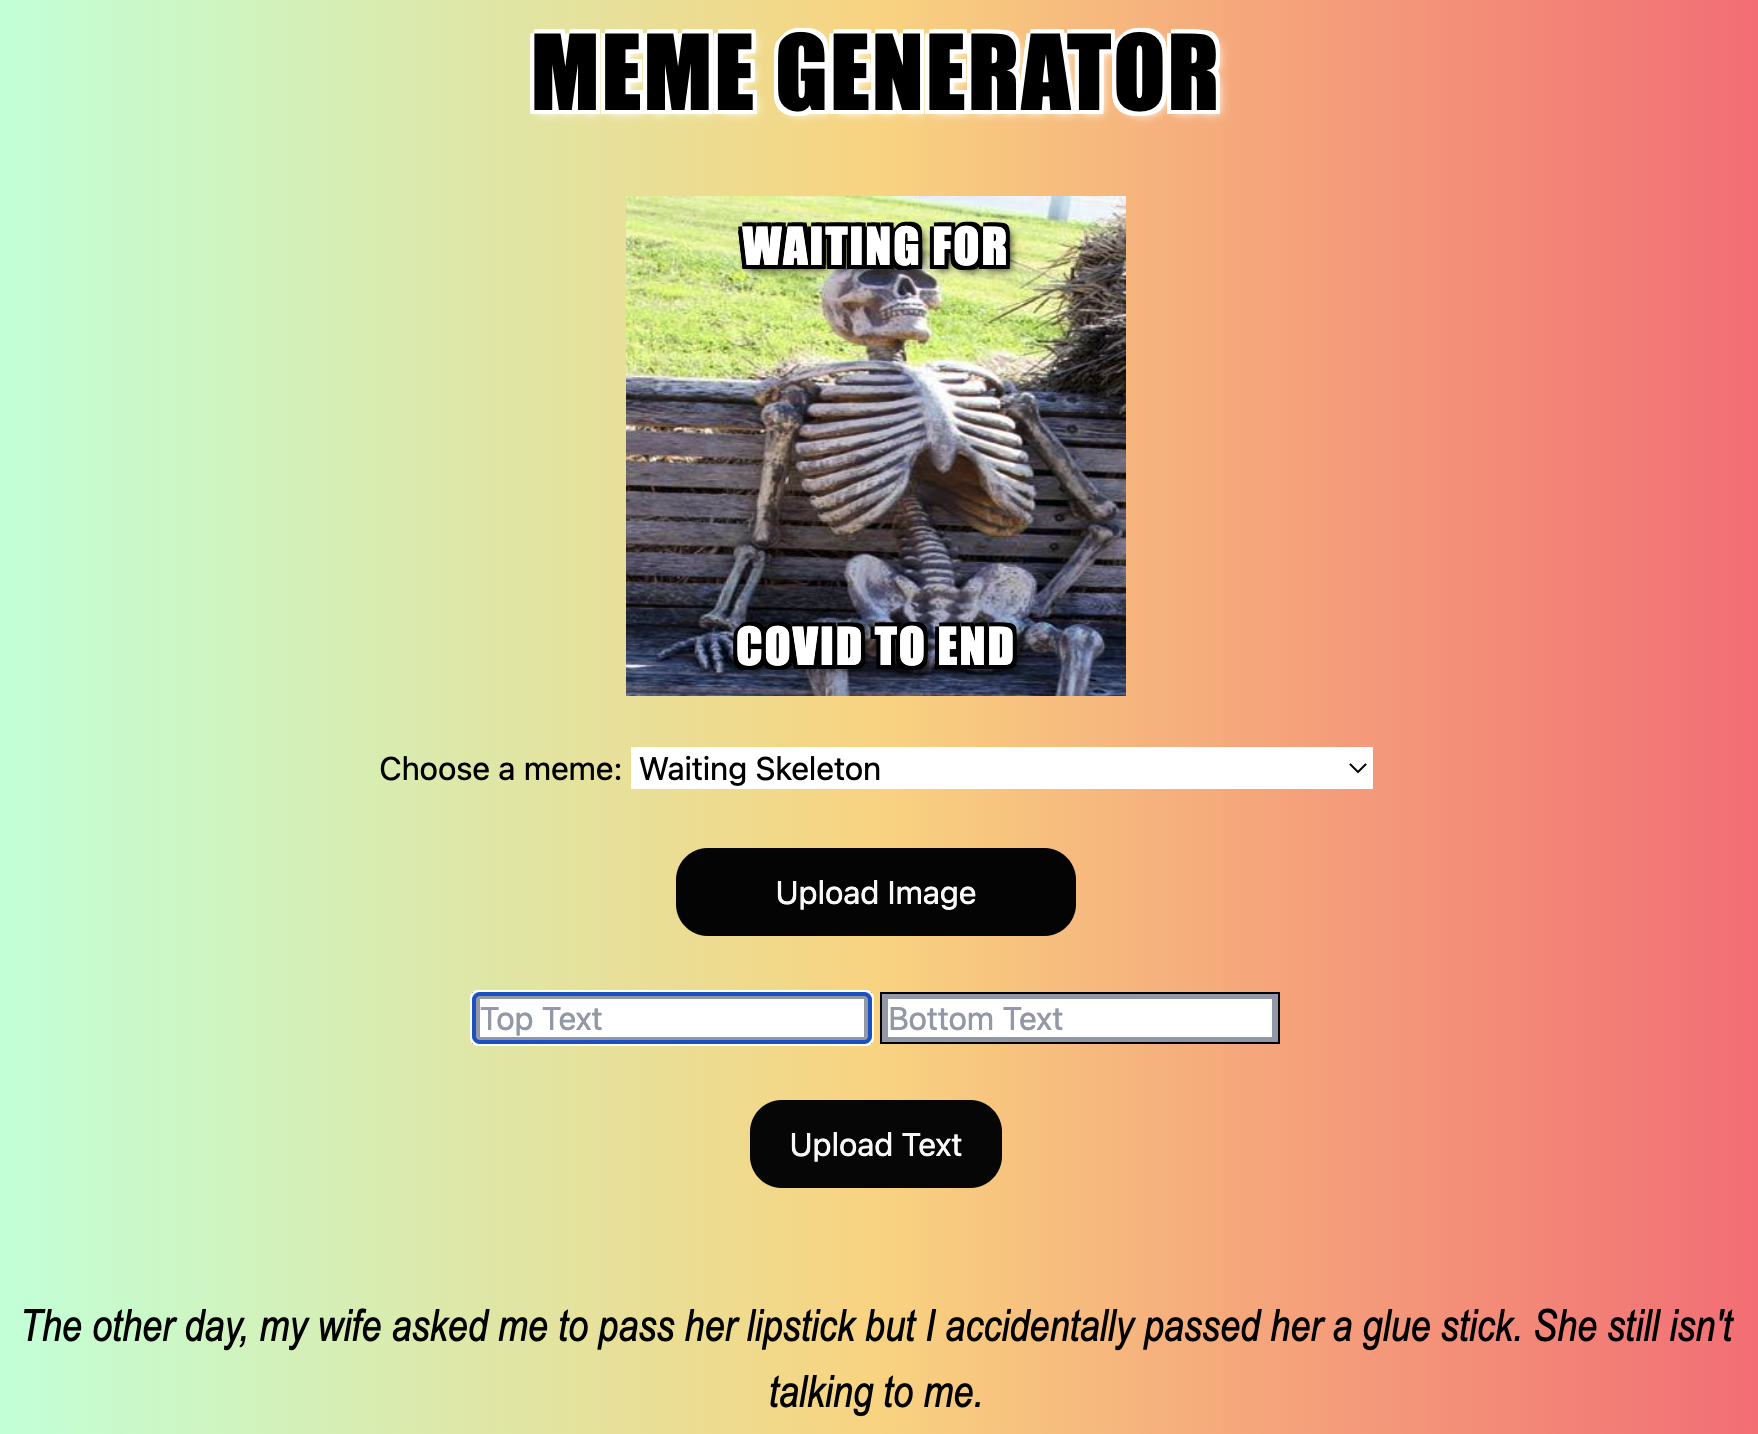 MEME GENERATOR
WAITING FOR
COVID TO END
Choose a meme: Waiting Skeleton
Upload Image
Top Text Bottom Text
Upload Text
The other day, my wife asked me to pass her lipstick but I accidentally passed her a glue stick. She still isn't
talking to me.